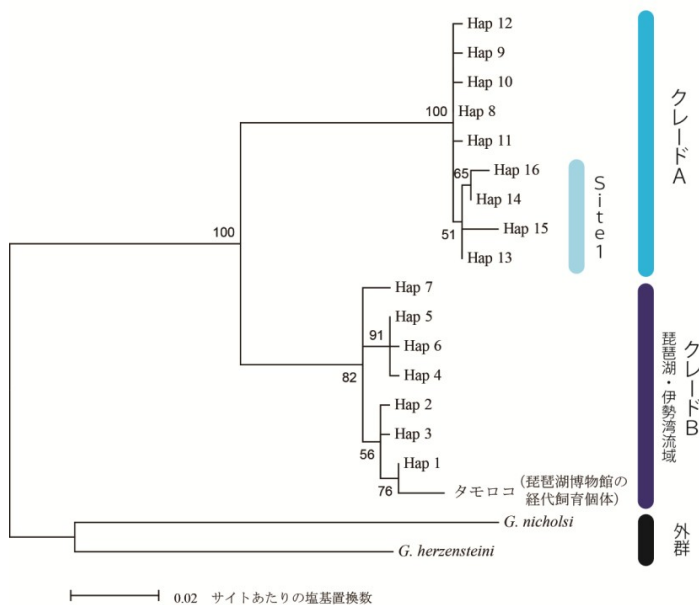 Hap 12
Hap 9
Hap 10
100
Hap 8
Hap 11
65
Hap 16
Hap 14
Hap 15
51
Hap 13
Site1
クレードA
100
Hap 7
Hap 5
91
Hap 6
82
Hap 4
Hap 2
Hap 3
56
Hap 1
76
タモロコ(琵琶湖博物館の
経代飼育個体)
クレードB
琵琶湖・伊勢湾流域
G. nicholsi
G. herzensteini
外群
0.02 サイトあたりの塩基置換数